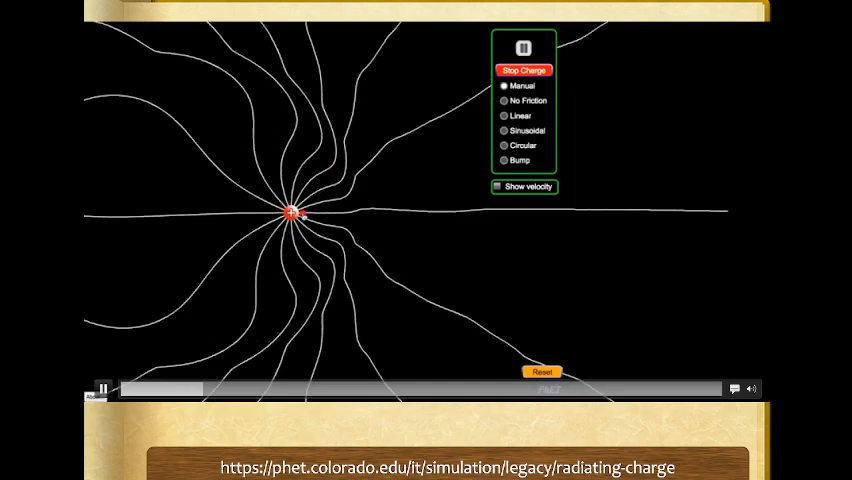 Stop Charge
Manual
No Friction
Linear
Sinusoidal
Circular
Bump
Show velocity
Reset
PhET
https://phet.colorado.edu/it/simulation/legacy/radiating-charge